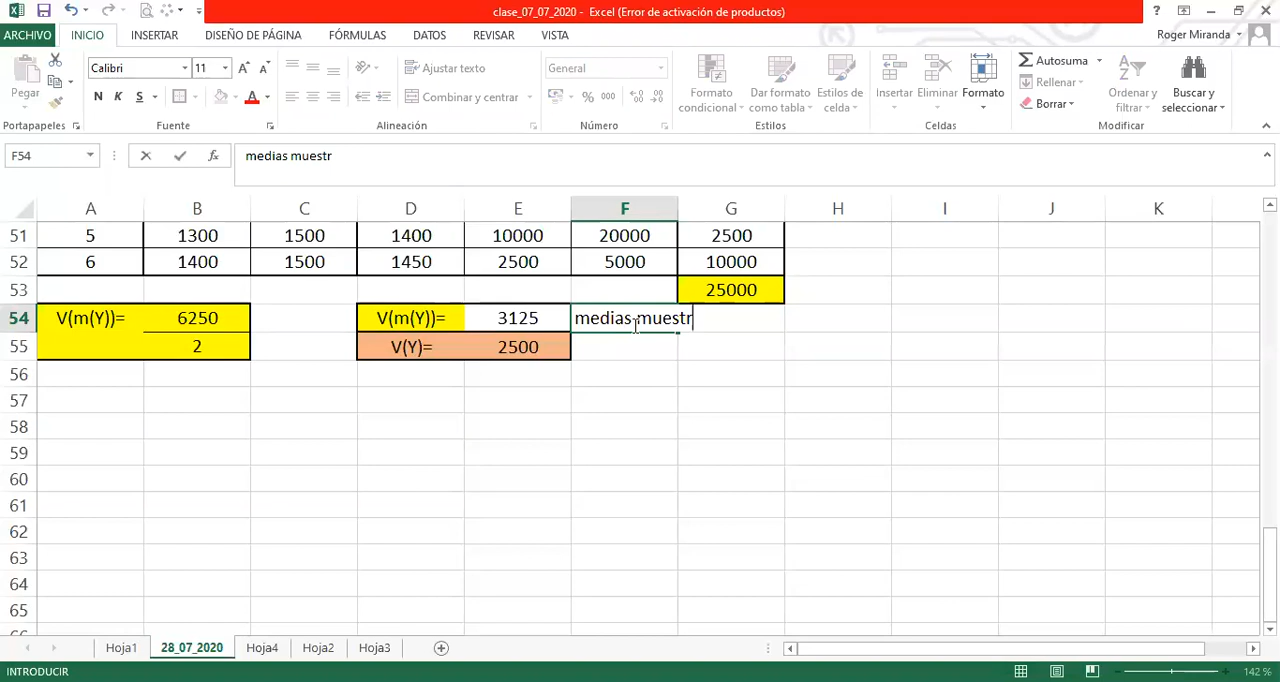 clase_07_07_2020 - Excel (Error de activación de productos)
ARCHIVO INICIO INSERTAR DISEÑO DE PÁGINA FÓRMULAS DATOS REVISAR VISTA Roger Miranda
Pegar
Calibri 11
N K S A
Ajustar texto
Combinar y centrar
General
% 000
Formato condicional
Dar formato como tabla
Estilos de celda
Insertar Eliminar Formato
Autosuma
Rellenar
Borrar
Ordenar y filtrar
Buscar y seleccionar
Portapapeles Fuente Alineación Número Estilos Celdas Modificar
F54 fx medias muestr
A B C D E F G H I J K
51 5 1300 1500 1400 10000 20000 2500
52 6 1400 1500 1450 2500 5000 10000
53 25000
54 V(m(Y))= 6250 V(m(Y))= 3125 medias muestr
55 2 V(Y)= 2500
56
57
58
59
60
61
62
63
64
65
66
Hoja1 28_07_2020 Hoja4 Hoja2 Hoja3
INTRODUCIR 142 %